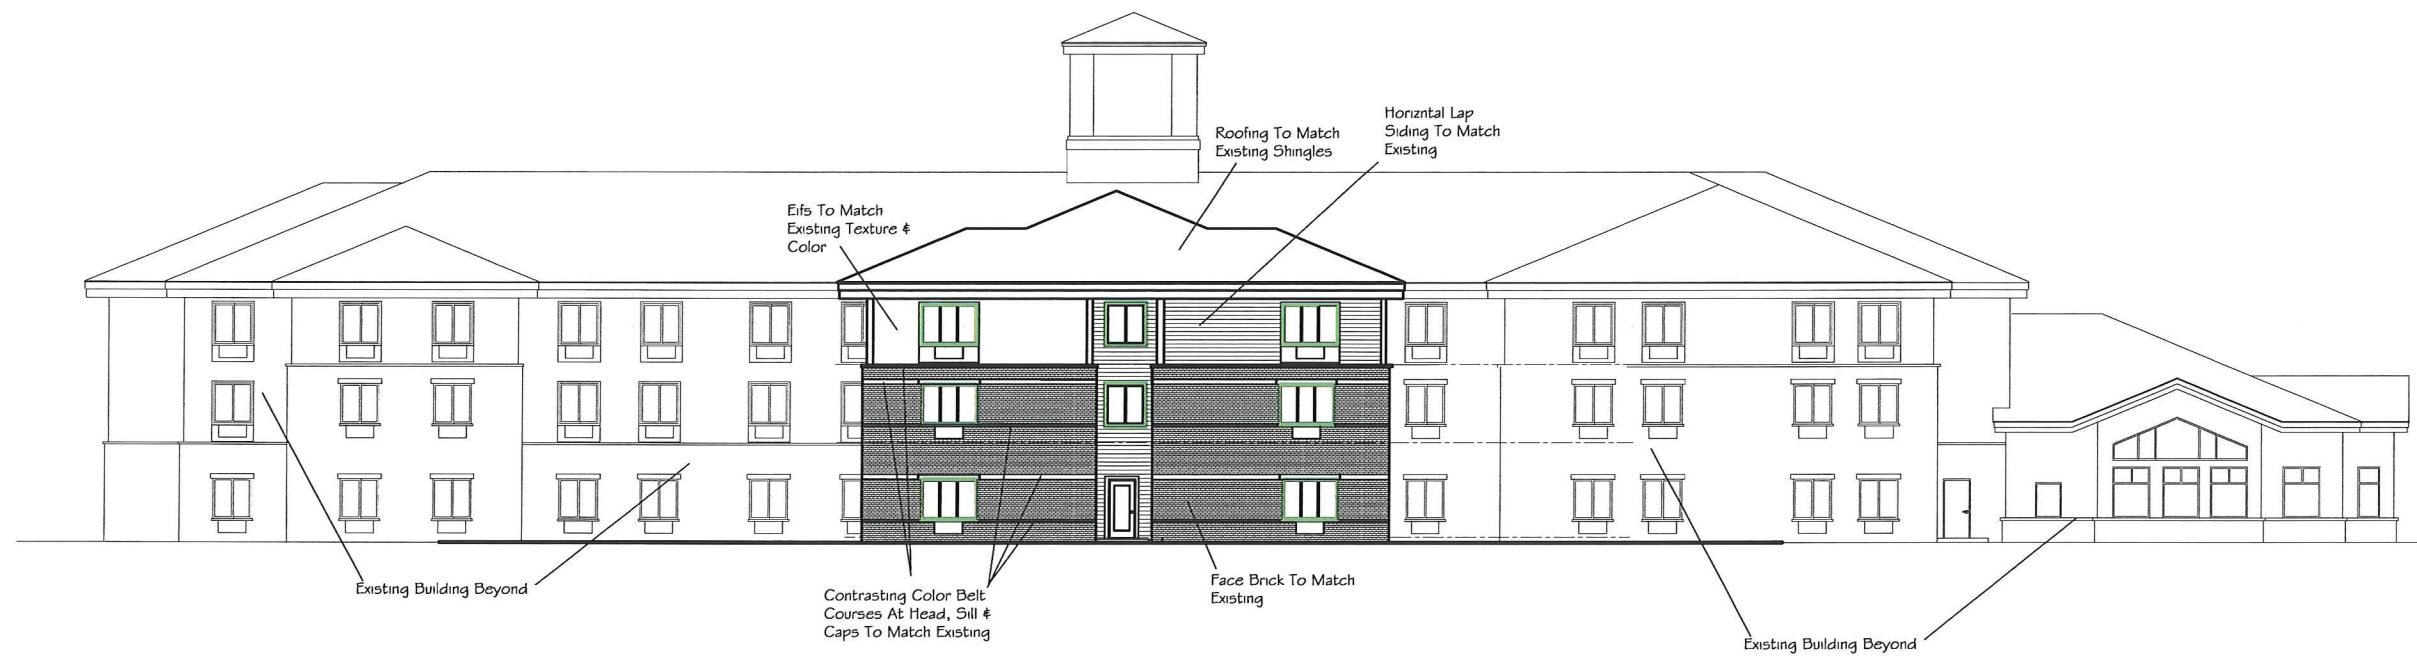 Horizntal Lap
Siding To Match
Existing
Roofing To Match
Existing Shingles
Eifs To Match
Existing Texture &
Color
Existing Building Beyond
Contrasting Color Belt
Courses At Head, Sill &
Caps To Match Existing
Face Brick To Match
Existing
Existing Building Beyond